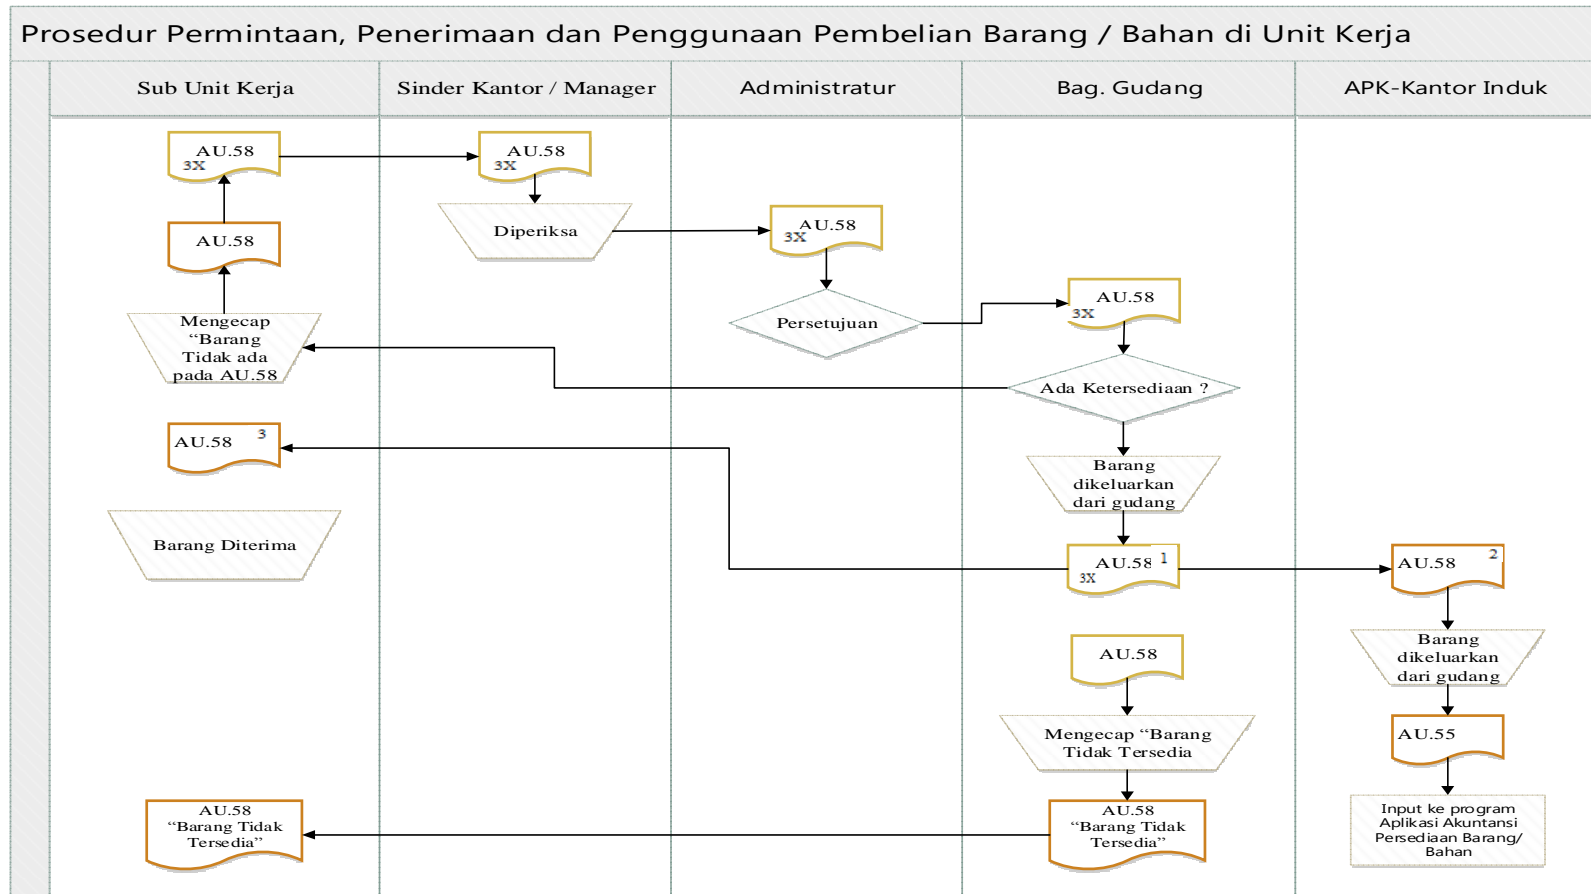 Prosedur Permintaan, Penerimaan dan Penggunaan Pembelian Barang / Bahan di Unit Kerja
Sub Unit Kerja
Sinder Kantor / Manager
Administratur
Bag. Gudang
APK-Kantor Induk
AU.58
3X
AU.58
3X
AU.58
Diperiksa
AU.58
3X
Persetujuan
AU.58
3X
Mengecap
“Barang
Tidak ada
pada AU.58
Ada Ketersediaan ?
AU.58
3
Barang
dikeluarkan
dari gudang
Barang Diterima
AU.58
1
3X
AU.58
2
AU.58
Barang
dikeluarkan
dari gudang
Mengecap “Barang
Tidak Tersedia
AU.55
AU.58
“Barang Tidak
Tersedia”
AU.58
“Barang Tidak
Tersedia”
Input ke program
Aplikasi Akuntansi
Persediaan Barang/
Bahan